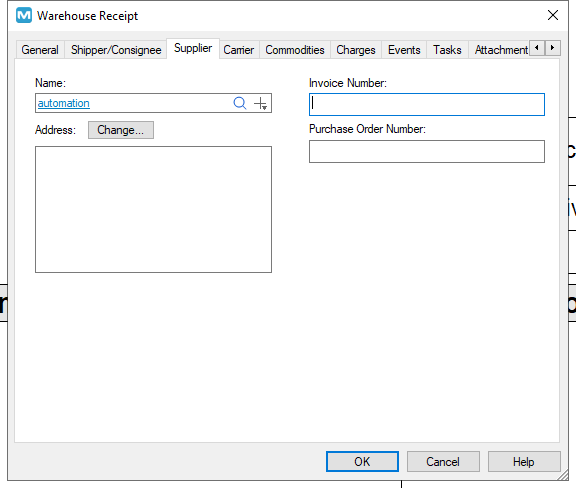 Warehouse Receipt
General Shipper/Consignee Supplier Carrier Commodities Charges Events Tasks Attachment
Name:
automation
Address: Change...
Invoice Number:
Purchase Order Number:
OK Cancel Help